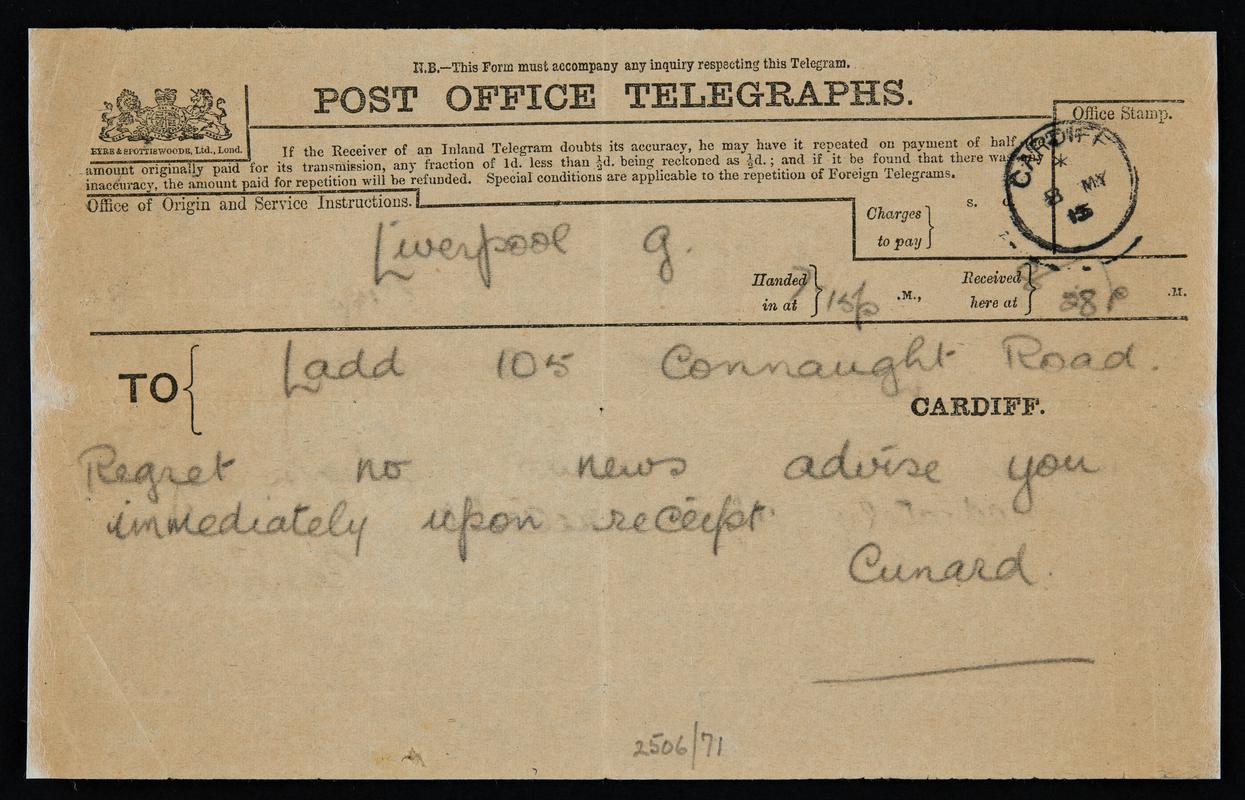 N.B.—This Form must accompany any inquiry respecting this Telegram.
POST OFFICE TELEGRAPHS.
Office Stamp.
EYRE & SPOTTISWOODE, Ltd., Lond.
If the Receiver of an Inland Telegram doubts its accuracy, he may have it repeated on payment of half
amount originally paid for its transmission, any fraction of 1d. less than ½d. being reckoned as ½d.; and if it be found that there was any
inaccuracy, the amount paid for repetition will be refunded. Special conditions are applicable to the repetition of Foreign Telegrams.
CARDIFF
8 MY
15
Office of Origin and Service Instructions.
Charges to pay
s.
Liverpool G.
Handed in at
15/p .M.,
Received here at
28 P .M.
TO Ladd 105 Connaught Road.
CARDIFF.
Regret no news advise you
immediately upon receipt
Cunard.
2506/71